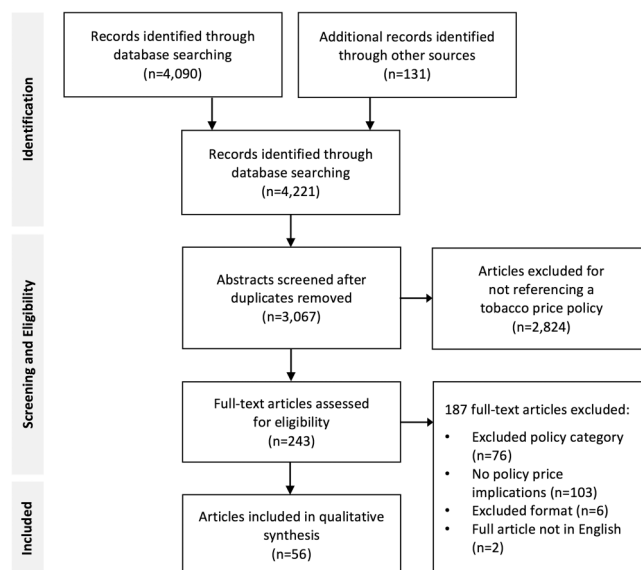 Identification
Records identified through
database searching
(n=4,090)
Additional records identified
through other sources
(n=131)
Records identified through
database searching
(n=4,221)
Screening and Eligibility
Abstracts screened after
duplicates removed
(n=3,067)
Articles excluded for
not referencing a
tobacco price policy
(n=2,824)
Full-text articles assessed
for eligibility
(n=243)
187 full-text articles excluded:
• Excluded policy category
(n=76)
• No policy price
implications (n=103)
• Excluded format (n=6)
• Full article not in English
(n=2)
Included
Articles included in qualitative
synthesis
(n=56)